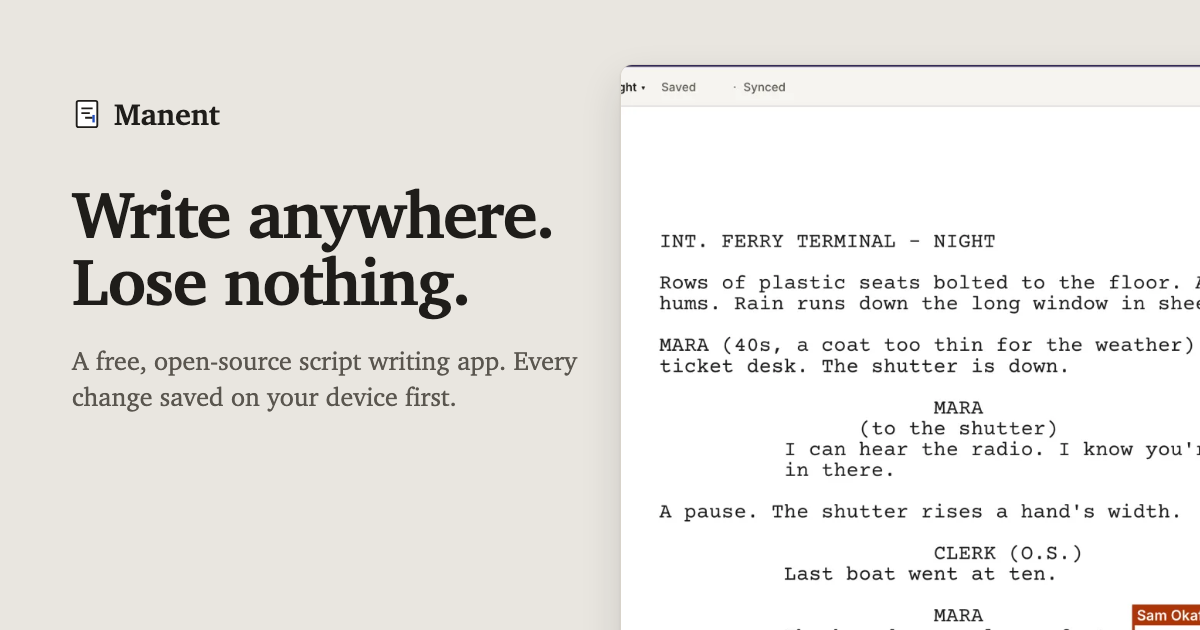 Manent
Write anywhere.
Lose nothing.
A free, open-source script writing app. Every
change saved on your device first.
Saved · Synced
INT. FERRY TERMINAL - NIGHT
Rows of plastic seats bolted to the floor.
hums. Rain runs down the long window in
MARA (40s, a coat too thin for the weather)
ticket desk. The shutter is down.
MARA
(to the shutter)
I can hear the radio. I know
in there.
A pause. The shutter rises a hand's width.
CLERK (O.S.)
Last boat went at ten.
MARA
Sam